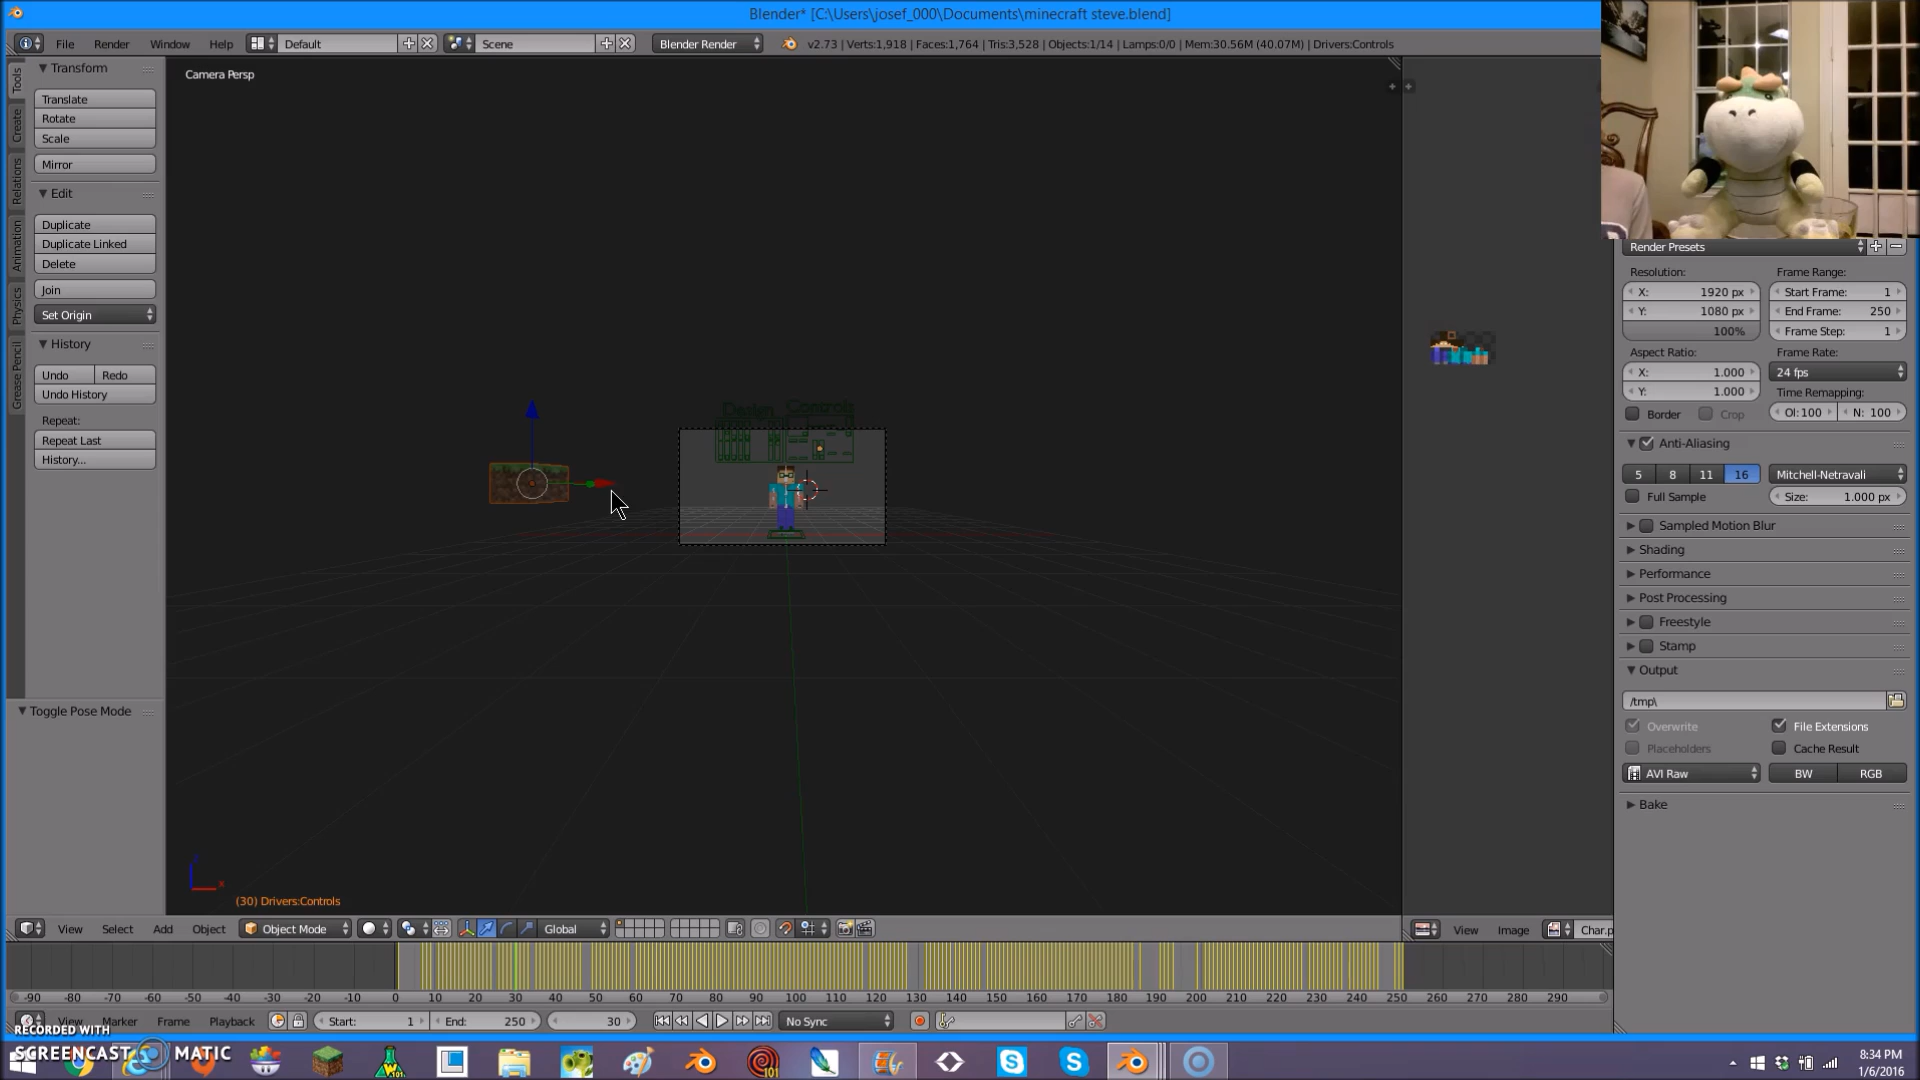 Blender* [C:\Users\josef_000\Documents\minecraft steve.blend]
File Render Window Help Default Scene Blender Render v2.73 | Verts:1,918 | Faces:1,764 | Tris:3,528 | Objects:1/14 | Lamps:0/0 | Mem:30.56M (40.07M) | Drivers:Controls
Tools
Create
Relations
Animation
Physics
Grease Pencil
Transform
Translate
Rotate
Scale
Mirror
Edit
Duplicate
Duplicate Linked
Delete
Join
Set Origin
History
Undo Redo
Undo History
Repeat:
Repeat Last
History...
Toggle Pose Mode
Camera Persp
Design Controls
(30) Drivers:Controls
View Select Add Object Object Mode Global
View Image Char.p
Render Presets
Resolution: Frame Range:
X: 1920 px Start Frame: 1
Y: 1080 px End Frame: 250
100% Frame Step: 1
Aspect Ratio: Frame Rate:
X: 1.000 24 fps
Y: 1.000 Time Remapping:
Border Crop Ol:100 N: 100
Anti-Aliasing
5 8 11 16 Mitchell-Netravali
Full Sample Size: 1.000 px
Sampled Motion Blur
Shading
Performance
Post Processing
Freestyle
Stamp
Output
/tmp\
Overwrite File Extensions
Placeholders Cache Result
AVI Raw BW RGB
Bake
-90 -80 -70 -60 -50 -40 -30 -20 -10 0 10 20 30 40 50 60 70 80 90 100 110 120 130 140 150 160 170 180 190 200 210 220 230 240 250 260 270 280 290
View Marker Frame Playback Start: 1 End: 250 30 No Sync
RECORDED WITH
SCREENCAST MATIC
W
101
101
8:34 PM
1/6/2016